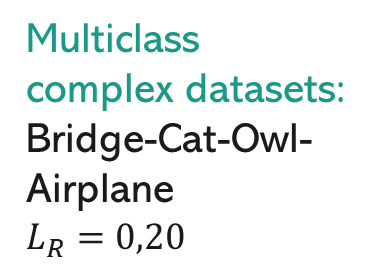 Multiclass
complex datasets:
Bridge-Cat-Owl-
Airplane
L_R = 0,20